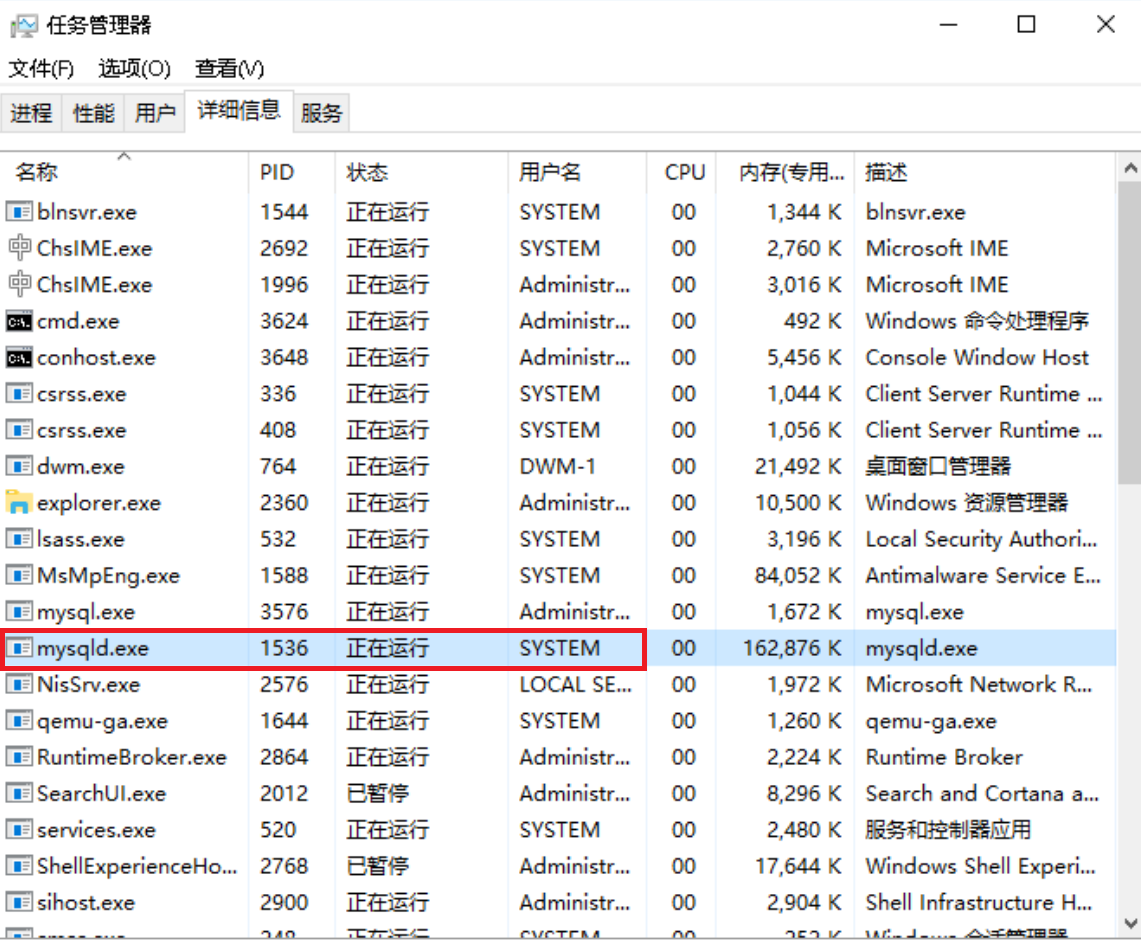 任务管理器
文件(F) 选项(O) 查看(V)
进程 性能 用户 详细信息 服务
名称 PID 状态 用户名 CPU 内存(专用... 描述
blnsvr.exe 1544 正在运行 SYSTEM 00 1,344 K blnsvr.exe
ChsIME.exe 2692 正在运行 SYSTEM 00 2,760 K Microsoft IME
ChsIME.exe 1996 正在运行 Administr... 00 3,016 K Microsoft IME
cmd.exe 3624 正在运行 Administr... 00 492 K Windows 命令处理程序
conhost.exe 3648 正在运行 Administr... 00 5,456 K Console Window Host
csrss.exe 336 正在运行 SYSTEM 00 1,044 K Client Server Runtime ...
csrss.exe 408 正在运行 SYSTEM 00 1,056 K Client Server Runtime ...
dwm.exe 764 正在运行 DWM-1 00 21,492 K 桌面窗口管理器
explorer.exe 2360 正在运行 Administr... 00 10,500 K Windows 资源管理器
lsass.exe 532 正在运行 SYSTEM 00 3,196 K Local Security Authori...
MsMpEng.exe 1588 正在运行 SYSTEM 00 84,052 K Antimalware Service E...
mysql.exe 3576 正在运行 Administr... 00 1,672 K mysql.exe
mysqld.exe 1536 正在运行 SYSTEM 00 162,876 K mysqld.exe
NisSrv.exe 2576 正在运行 LOCAL SE... 00 1,972 K Microsoft Network R...
qemu-ga.exe 1644 正在运行 SYSTEM 00 1,260 K qemu-ga.exe
RuntimeBroker.exe 2864 正在运行 Administr... 00 2,224 K Runtime Broker
SearchUI.exe 2012 已暂停 Administr... 00 8,296 K Search and Cortana a...
services.exe 520 正在运行 SYSTEM 00 2,480 K 服务和控制器应用
ShellExperienceHo... 2768 已暂停 Administr... 00 17,644 K Windows Shell Experi...
sihost.exe 2900 正在运行 Administr... 00 2,904 K Shell Infrastructure H...